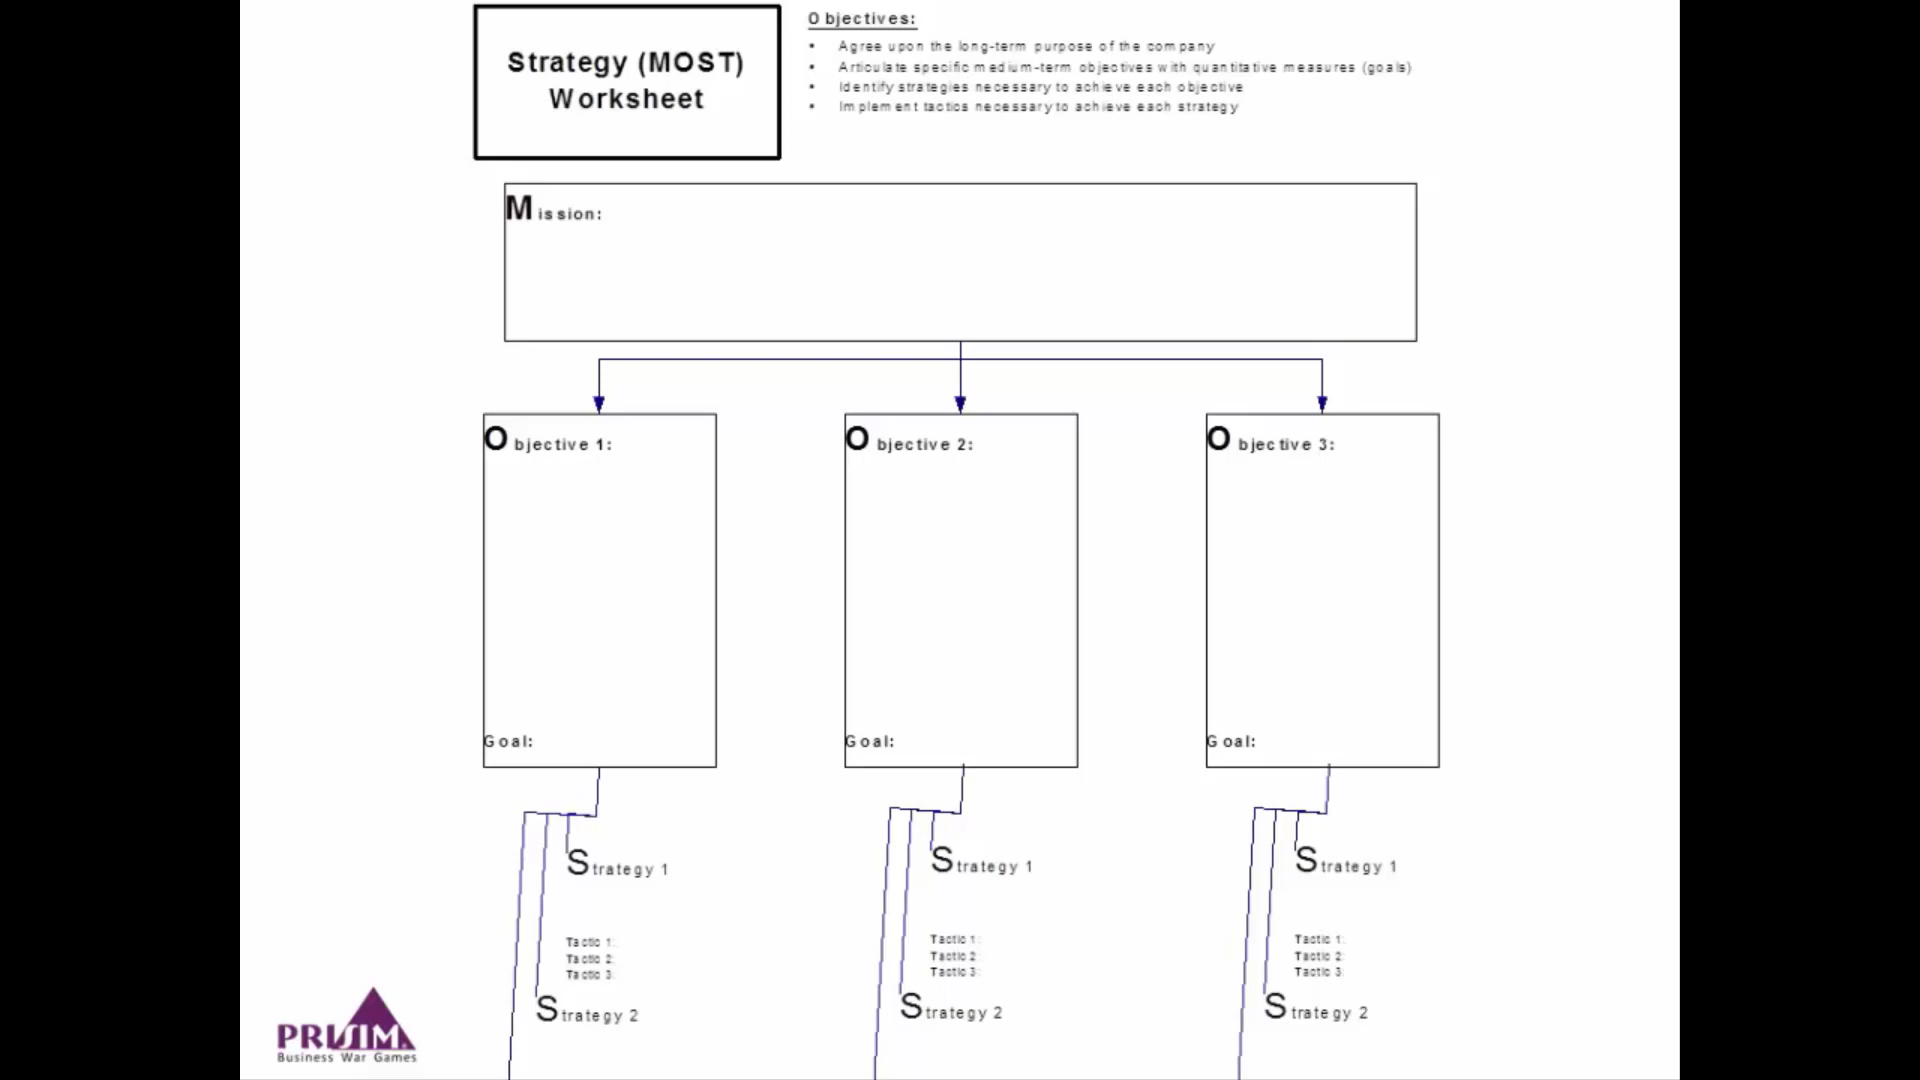 Strategy (MOST)
Worksheet
Objectives:
• Agree upon the long-term purpose of the company
• Articulate specific medium-term objectives with quantitative measures (goals)
• Identify strategies necessary to achieve each objective
• Implement tactics necessary to achieve each strategy
Mission:
Objective 1:
Goal:
Objective 2:
Goal:
Objective 3:
Goal:
Strategy 1
Tactic 1:
Tactic 2:
Tactic 3:
Strategy 2
Strategy 1
Tactic 1:
Tactic 2:
Tactic 3:
Strategy 2
Strategy 1
Tactic 1:
Tactic 2:
Tactic 3:
Strategy 2
PRISIM
Business War Games